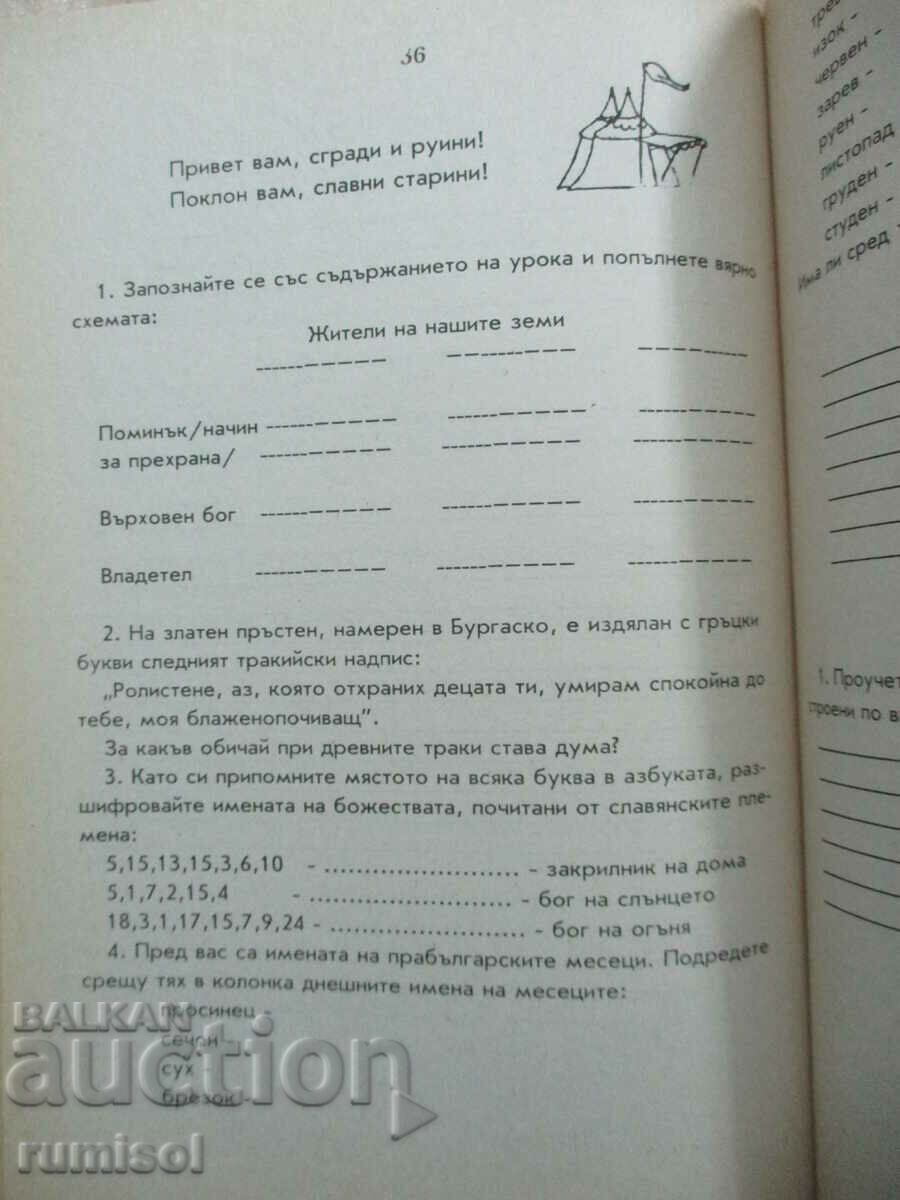 36
Привет вам, сгради и руини!
Поклон вам, славни старини!
1. Запознайте се със съдържанието на урока и попълнете вярно
схемата:
Жители на нашите земи
Поминък/начин
за прехрана/
Върховен бог
Владетел
2. На златен пръстен, намерен в Бургаско, е издялан с гръцки
букви следният тракийски надпис:
„Ролистене, аз, която отхраних децата ти, умирам спокойна до
тебе, моя блаженопочиващ".
За какъв обичай при древните траки става дума?
3. Като си припомните мястото на всяка буква в азбуката, раз-
шифровайте имената на божествата, почитани от славянските пле-
мена:
5,15,13,15,3,6,10 - ........................ - закрилник на дома
5,1,7,2,15,4 - ........................ - бог на слънцето
18,3,1,17,15,7,9,24 - ........................ - бог на огъня
4. Пред вас са имената на прабългарските месеци. Подредете
срещу тях в колонка днешните имена на месеците:
просинец -
сечен -
сух -
брезок -
изок -
червен -
зарев -
руен -
листопад
груден -
студен -
Има ли сред
1. Проучет
строени по в
BALKAN
auction
rumisol